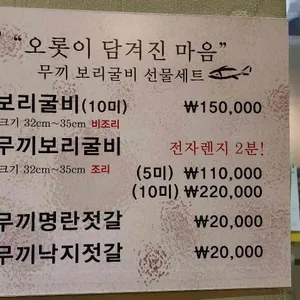 “오롯이 담겨진 마음”
무끼 보리굴비 선물세트
보리굴비(10미) ₩150,000
크기 32cm~35cm 비조리
무끼보리굴비 전자렌지 2분!
크기 32cm~35cm 조리 (5미) ₩110,000
(10미) ₩220,000
무끼명란젓갈 ₩20,000
무끼낙지젓갈 ₩20,000